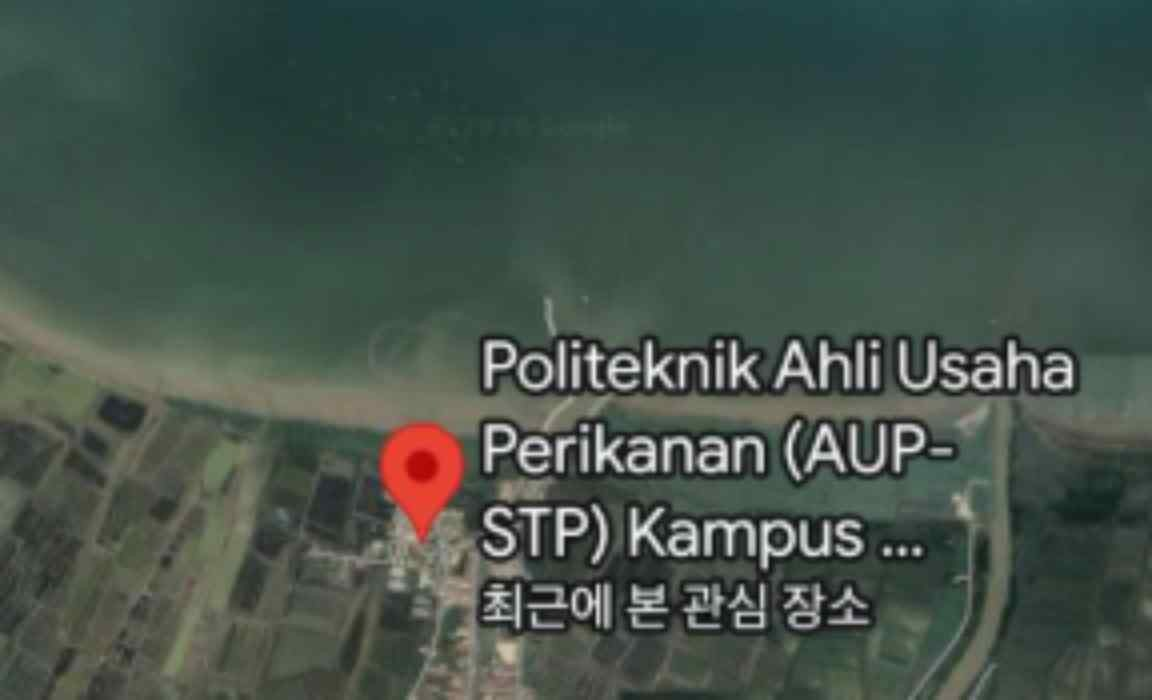 Politeknik Ahli Usaha
Perikanan (AUP-
STP) Kampus ...
최근에 본 관심 장소